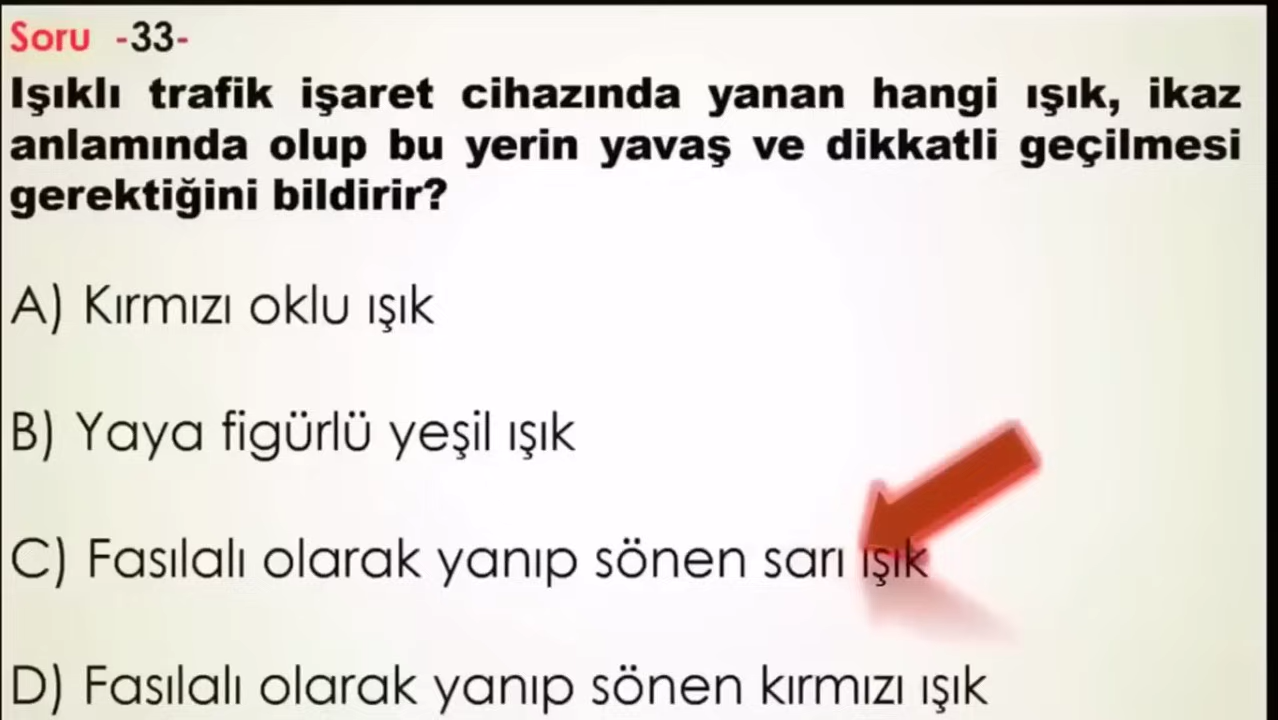 Soru -33-
Işıklı trafik işaret cihazında yanan hangi ışık, ikaz
anlamında olup bu yerin yavaş ve dikkatli geçilmesi
gerektiğini bildirir?
A) Kırmızı oklu ışık
B) Yaya figürlü yeşil ışık
C) Fasılalı olarak yanıp sönen sarı ışık
D) Fasılalı olarak yanıp sönen kırmızı ışık